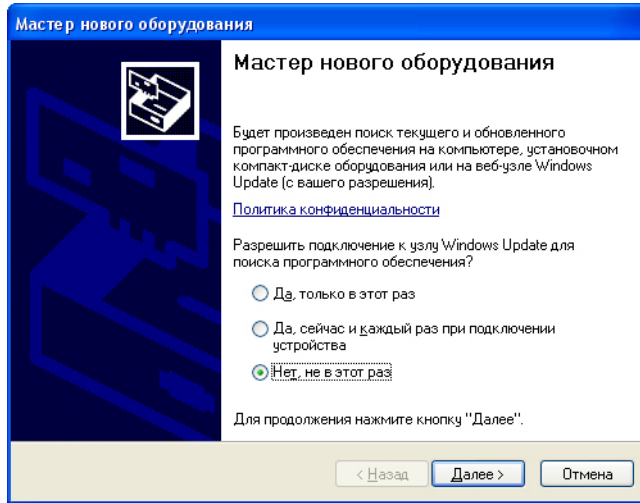 Мастер нового оборудования
Мастер нового оборудования
Будет произведен поиск текущего и обновленного
программного обеспечения на компьютере, установочном
компакт-диске оборудования или на веб-узле Windows
Update (с вашего разрешения).
Политика конфиденциальности
Разрешить подключение к узлу Windows Update для
поиска программного обеспечения?
Да, только в этот раз
Да, сейчас и каждый раз при подключении
устройства
Нет, не в этот раз
Для продолжения нажмите кнопку "Далее".
< Назад Далее > Отмена